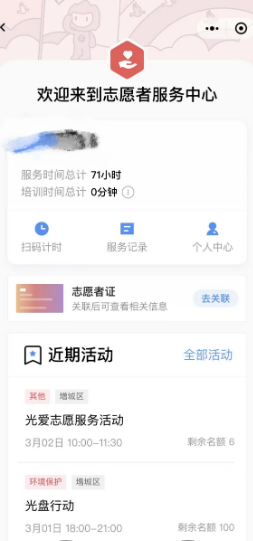 欢迎来到志愿者服务中心
服务时间总计 71小时
培训时间总计 0分钟
扫码计时 服务记录 个人中心
志愿者证
关联后可查看相关信息
去关联
近期活动 全部活动
其他 增城区
光爱志愿服务活动
3月02日 10:00-11:30 剩余名额 6
环境保护 增城区
光盘行动
3月01日 18:00-21:00 剩余名额 100